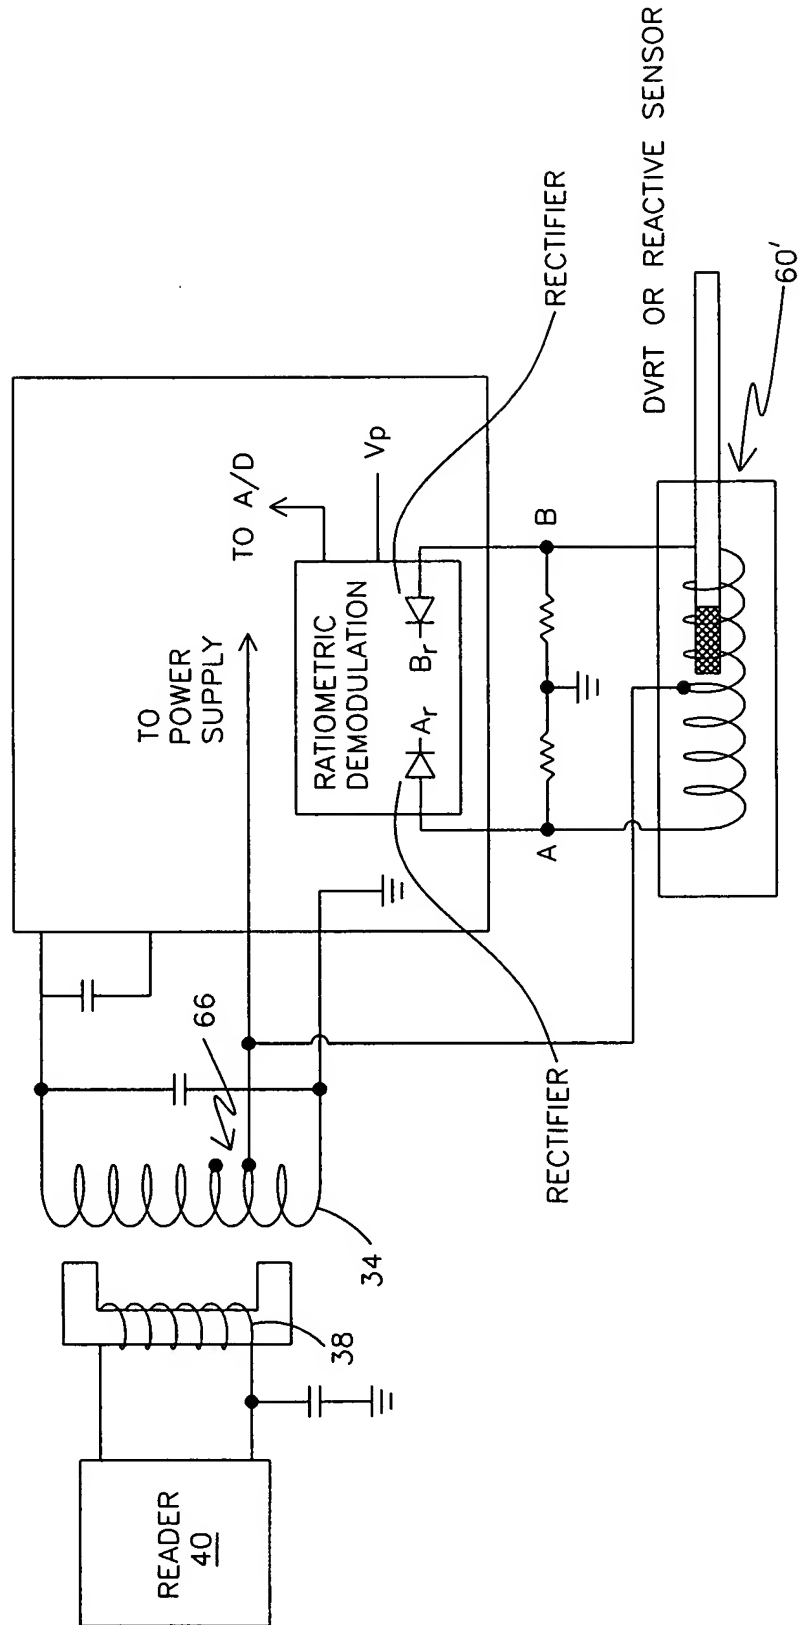 READER
40
38
34
66
TO
POWER
SUPPLY
TO A/D
RATIOMETRIC
DEMODULATION
Vp
Ar
Br
RECTIFIER
RECTIFIER
A
B
DVRT OR REACTIVE SENSOR
60'